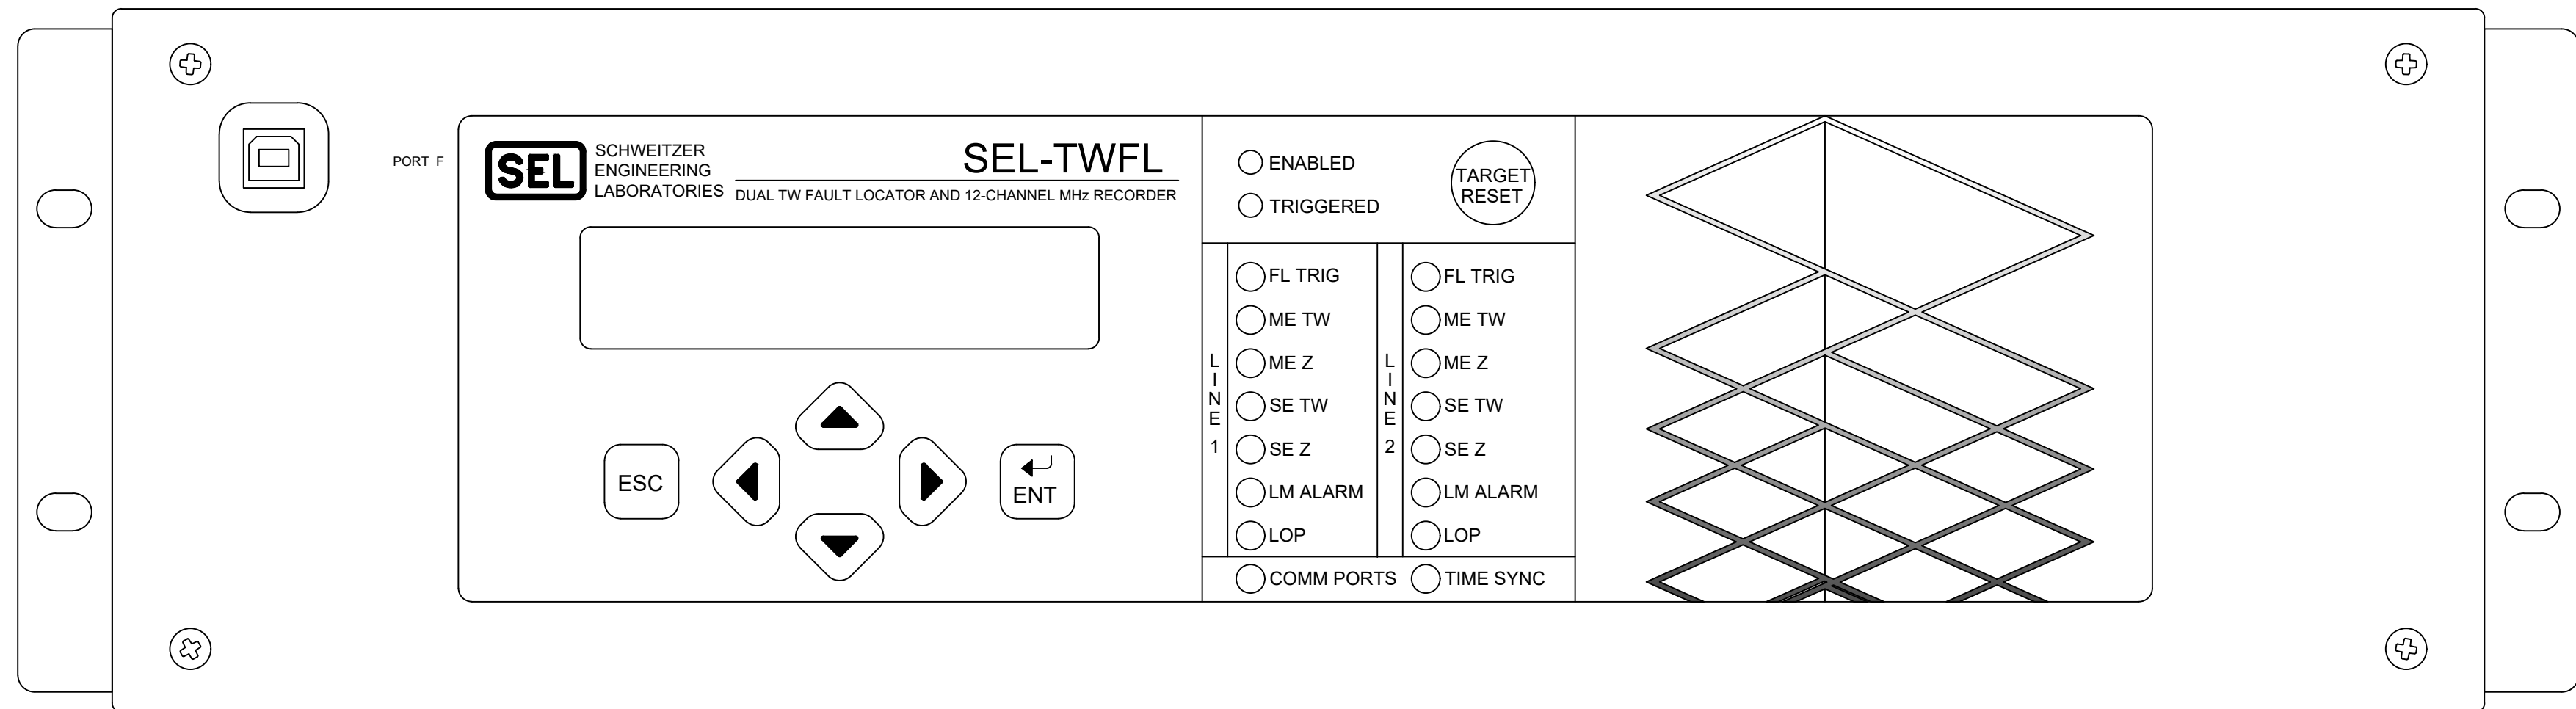 PORT F
SEL
SCHWEITZER
ENGINEERING
LABORATORIES
SEL-TWFL
DUAL TW FAULT LOCATOR AND 12-CHANNEL MHz RECORDER
ESC
ENT
ENABLED
TRIGGERED
TARGET
RESET
LINE 1
FL TRIG
ME TW
ME Z
SE TW
SE Z
LM ALARM
LOP
LINE 2
FL TRIG
ME TW
ME Z
SE TW
SE Z
LM ALARM
LOP
COMM PORTS
TIME SYNC